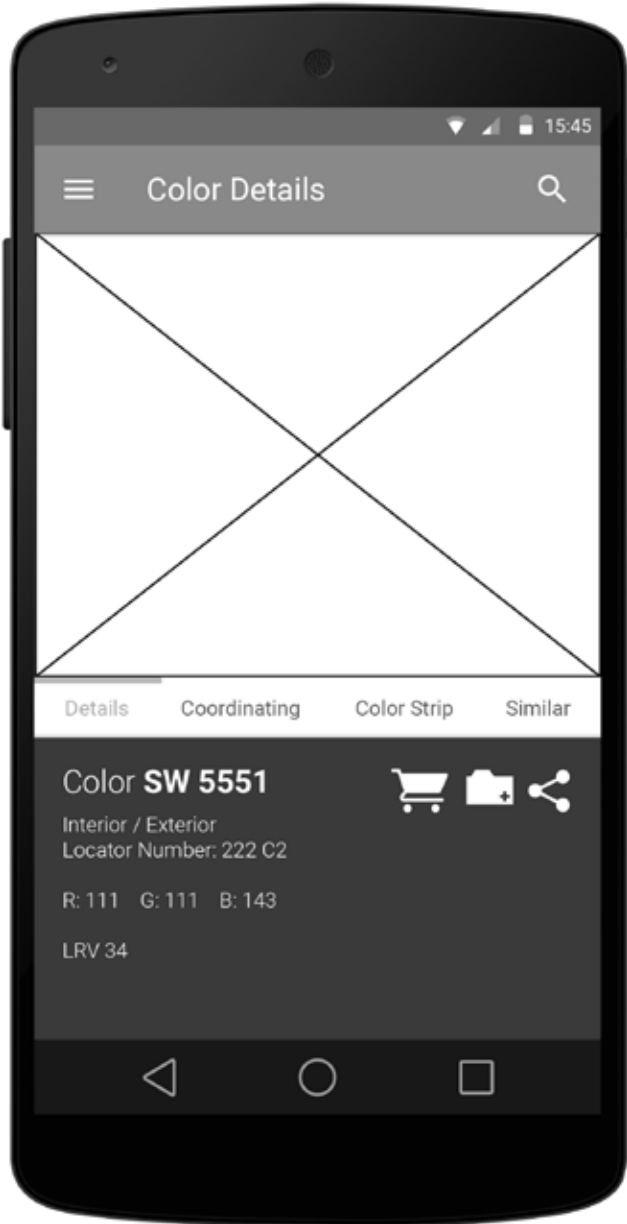 15:45
Color Details
Details Coordinating Color Strip Similar
Color SW 5551
Interior / Exterior
Locator Number: 222 C2
R: 111 G: 111 B: 143
LRV 34